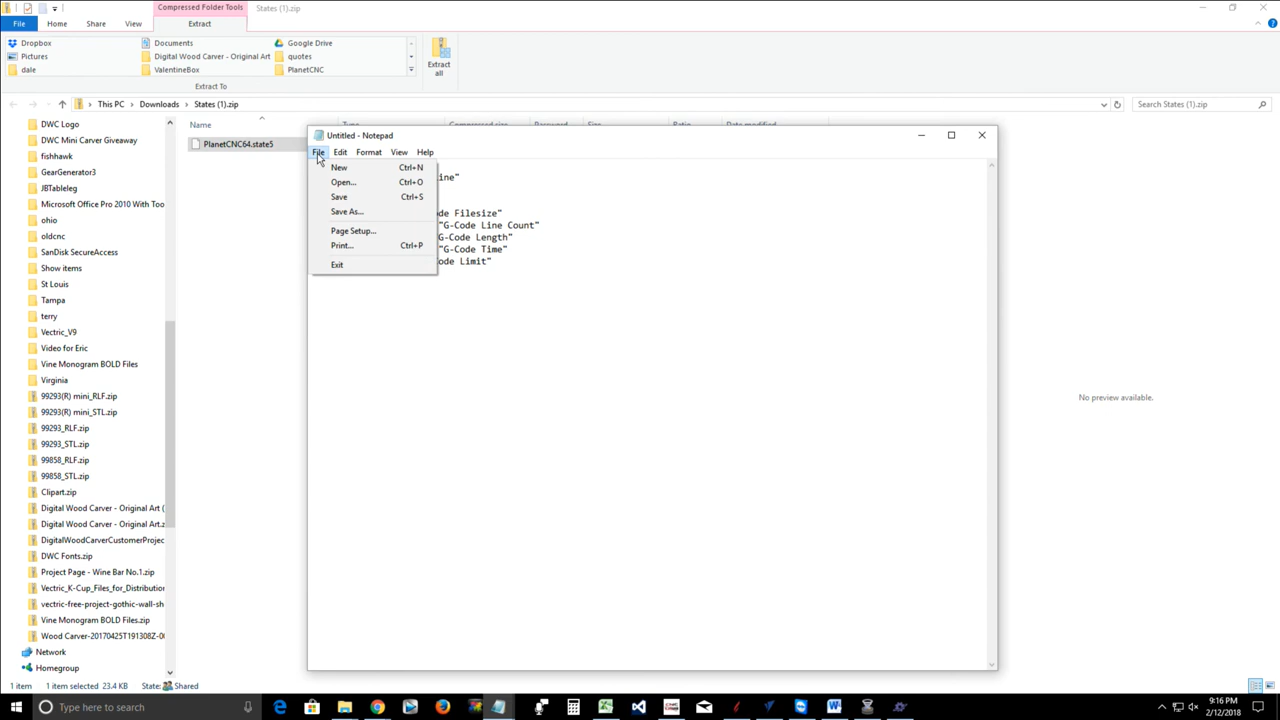 Compressed Folder Tools
States (1).zip
File
Home
Share
View
Extract
Dropbox
Documents
Google Drive
Pictures
Digital Wood Carver - Original Art
quotes
dale
ValentineBox
PlanetCNC
Extract all
Extract To
This PC
Downloads
States (1).zip
Search States (1).zip
Name
Type
Compressed size
Password
Size
Ratio
Date modified
DWC Logo
DWC Mini Carver Giveaway
fishhawk
GearGenerator3
JBTableleg
Microsoft Office Pro 2010 With Too
ohio
oldcnc
SanDisk SecureAccess
Show items
St Louis
Tampa
terry
Vectric_V9
Video for Eric
Vine Monogram BOLD Files
Virginia
99293(R) mini_RLF.zip
99293(R) mini_STL.zip
99293_RLF.zip
99293_STL.zip
99858_RLF.zip
99858_STL.zip
Clipart.zip
Digital Wood Carver - Original Art (
Digital Wood Carver - Original Art.z
DigitalWoodCarverCustomerProjec
DWC Fonts.zip
Project Page - Wine Bar No.1.zip
Vectric_K-Cup_Files_for_Distribution
vectric-free-project-gothic-wall-sh
Vine Monogram BOLD Files.zip
Wood Carver-20170425T191308Z-0
Network
Homegroup
PlanetCNC64.state5
Untitled - Notepad
File
Edit
Format
View
Help
New Ctrl+N
Open... Ctrl+O
Save Ctrl+S
Save As...
Page Setup...
Print... Ctrl+P
Exit
ine"
de Filesize"
"G-Code Line Count"
G-Code Length"
"G-Code Time"
ode Limit"
No preview available.
1 item
1 item selected 23.4 KB
State: Shared
Type here to search
9:16 PM
2/12/2018